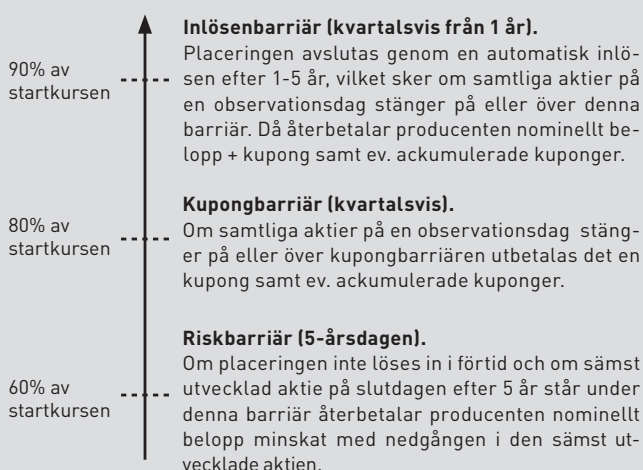 Inlösenbarriär (kvartalsvis från 1 år).
Placeringen avslutas genom en automatisk inlö-
90% av
startkursen
sen efter 1-5 år, vilket sker om samtliga aktier på
en observationsdag stänger på eller över denna
barriär. Då återbetalar producenten nominellt be-
lopp + kupong samt ev. ackumulerade kuponger.
Kupongbarriär (kvartalsvis).
80% av
startkursen
Om samtliga aktier på en observationsdag stäng-
er på eller över kupongbarriären utbetalas det en
kupong samt ev. ackumulerade kuponger.
Riskbarriär (5-årsdagen).
Om placeringen inte löses in i förtid och om sämst
60% av
startkursen
utvecklad aktie på slutdagen efter 5 år står under
denna barriär återbetalar producenten nominellt
belopp minskat med nedgången i den sämst ut-
vecklade aktien.